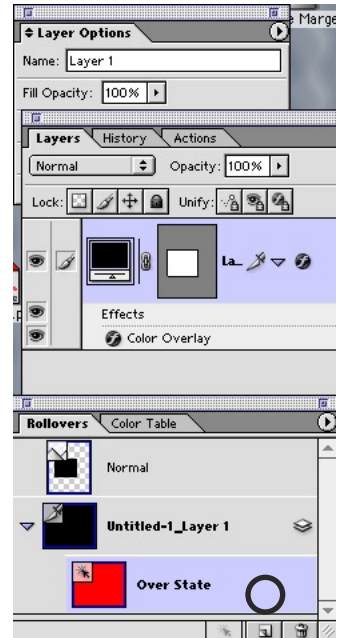 e Marge
Layer Options
Name: Layer 1
Fill Opacity: 100%
Layers History Actions
Normal Opacity: 100%
Lock: Unify:
La...
Effects
Color Overlay
Rollovers Color Table
Normal
Untitled-1_Layer 1
Over State